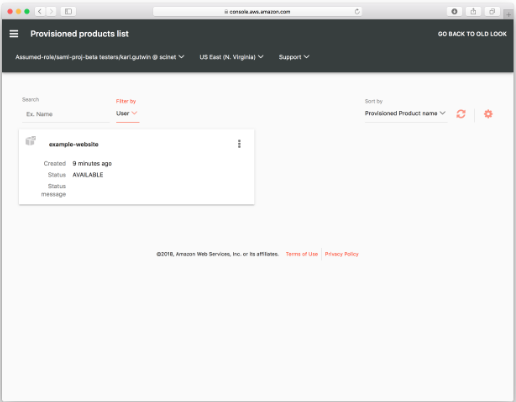 console.aws.amazon.com
Provisioned products list
GO BACK TO OLD LOOK
Assumed-role/saml-proj-beta testers/karl.gutwin @ scinet
US East (N. Virginia)
Support
Search
Filter by
Sort by
Ex. Name
User
Provisioned Product name
example-website
Created 9 minutes ago
Status AVAILABLE
Status
message
©2018, Amazon Web Services, Inc. or its affiliates. Terms of Use Privacy Policy